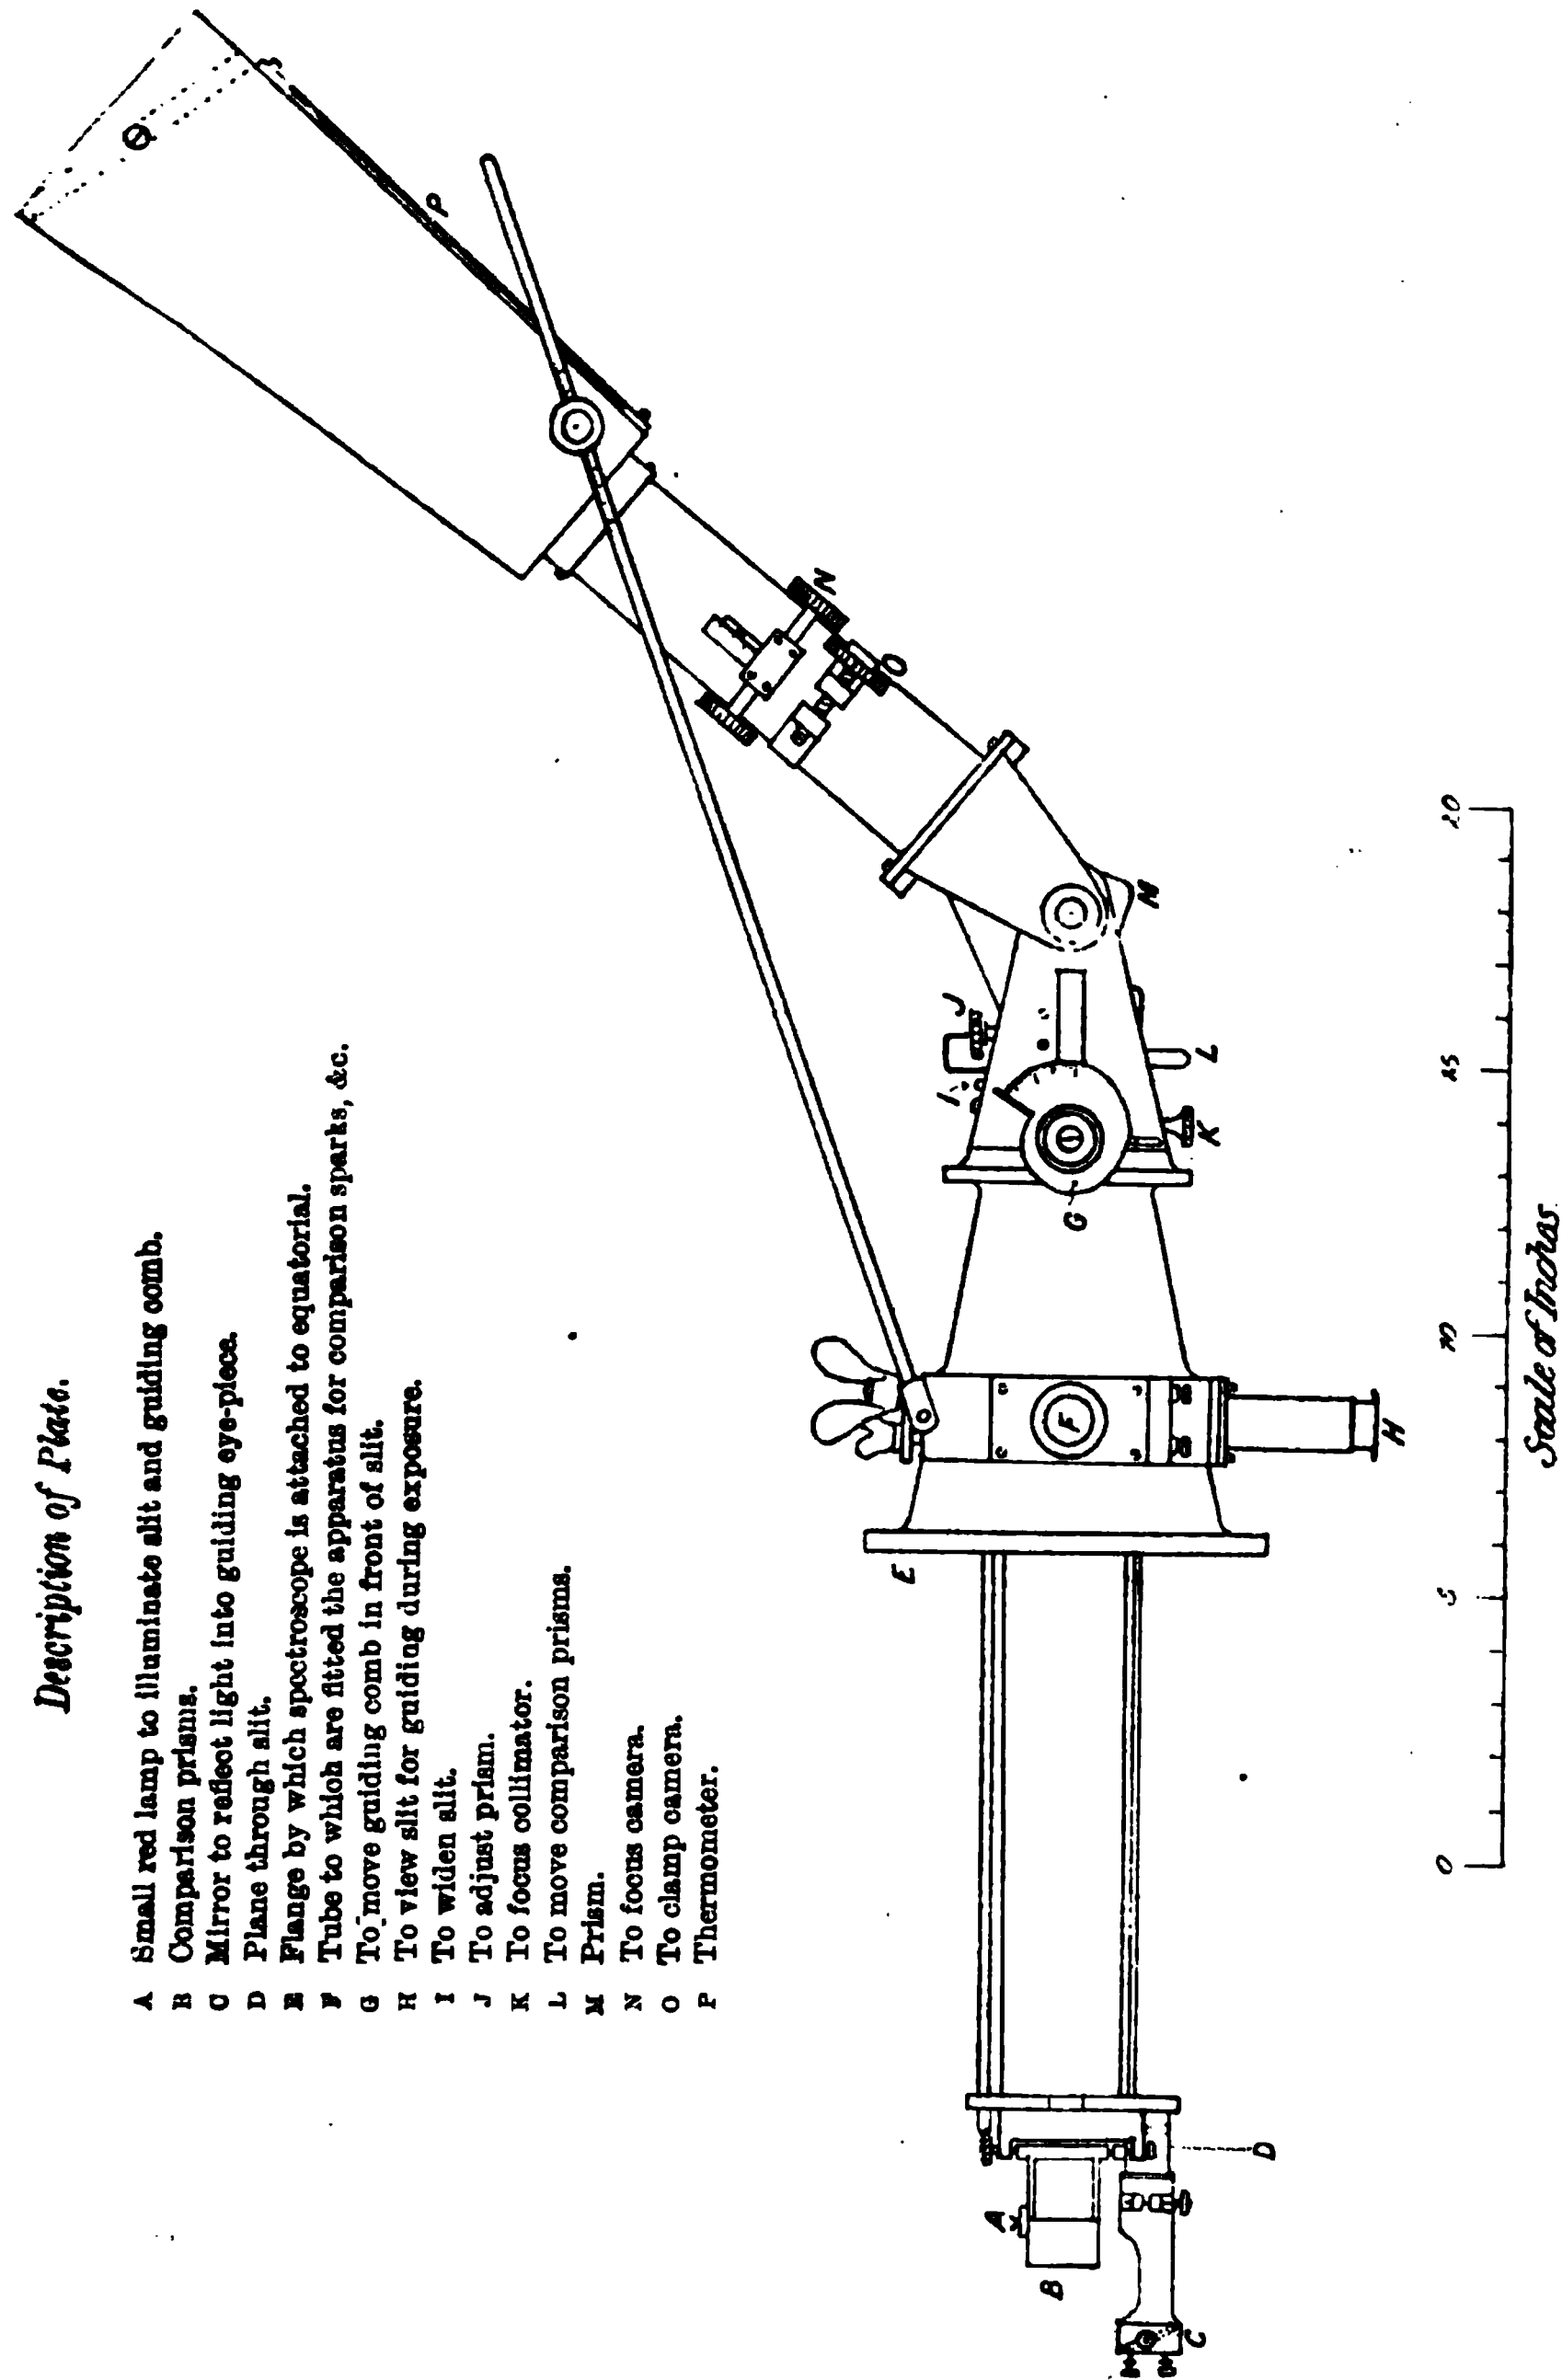 Description of Plate.
A Small red lamp to illuminate slit and guiding comb.
B Comparison prisms.
C Mirror to reflect light into guiding eye-piece.
D Plane through slit.
E Flange by which spectroscope is attached to equatorial.
F Tube to which are fitted the apparatus for comparison sparks, &c.
G To move guiding comb in front of slit.
H To view slit for guiding during exposure.
I To widen slit.
J To adjust prism.
K To focus collimator.
L To move comparison prisms.
M Prism.
N To focus camera.
O To clamp camera.
P Thermometer.
P
N
O
M
J
I
L
K
G
F
H
E
D
A
B
C
0 5 10 15 20
Scale of Inches